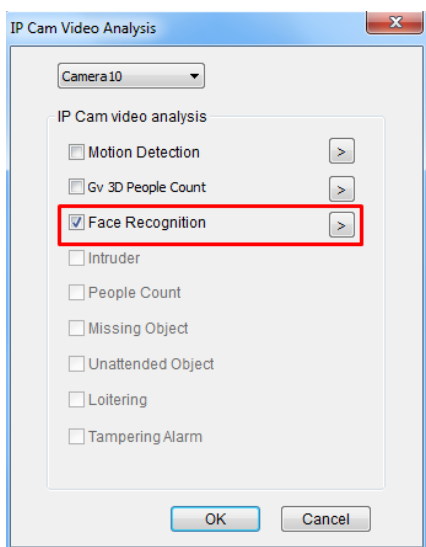 IP Cam Video Analysis
x
Camera10
IP Cam video analysis
Motion Detection >
Gv 3D People Count >
Face Recognition >
Intruder
People Count
Missing Object
Unattended Object
Loitering
Tampering Alarm
OK Cancel